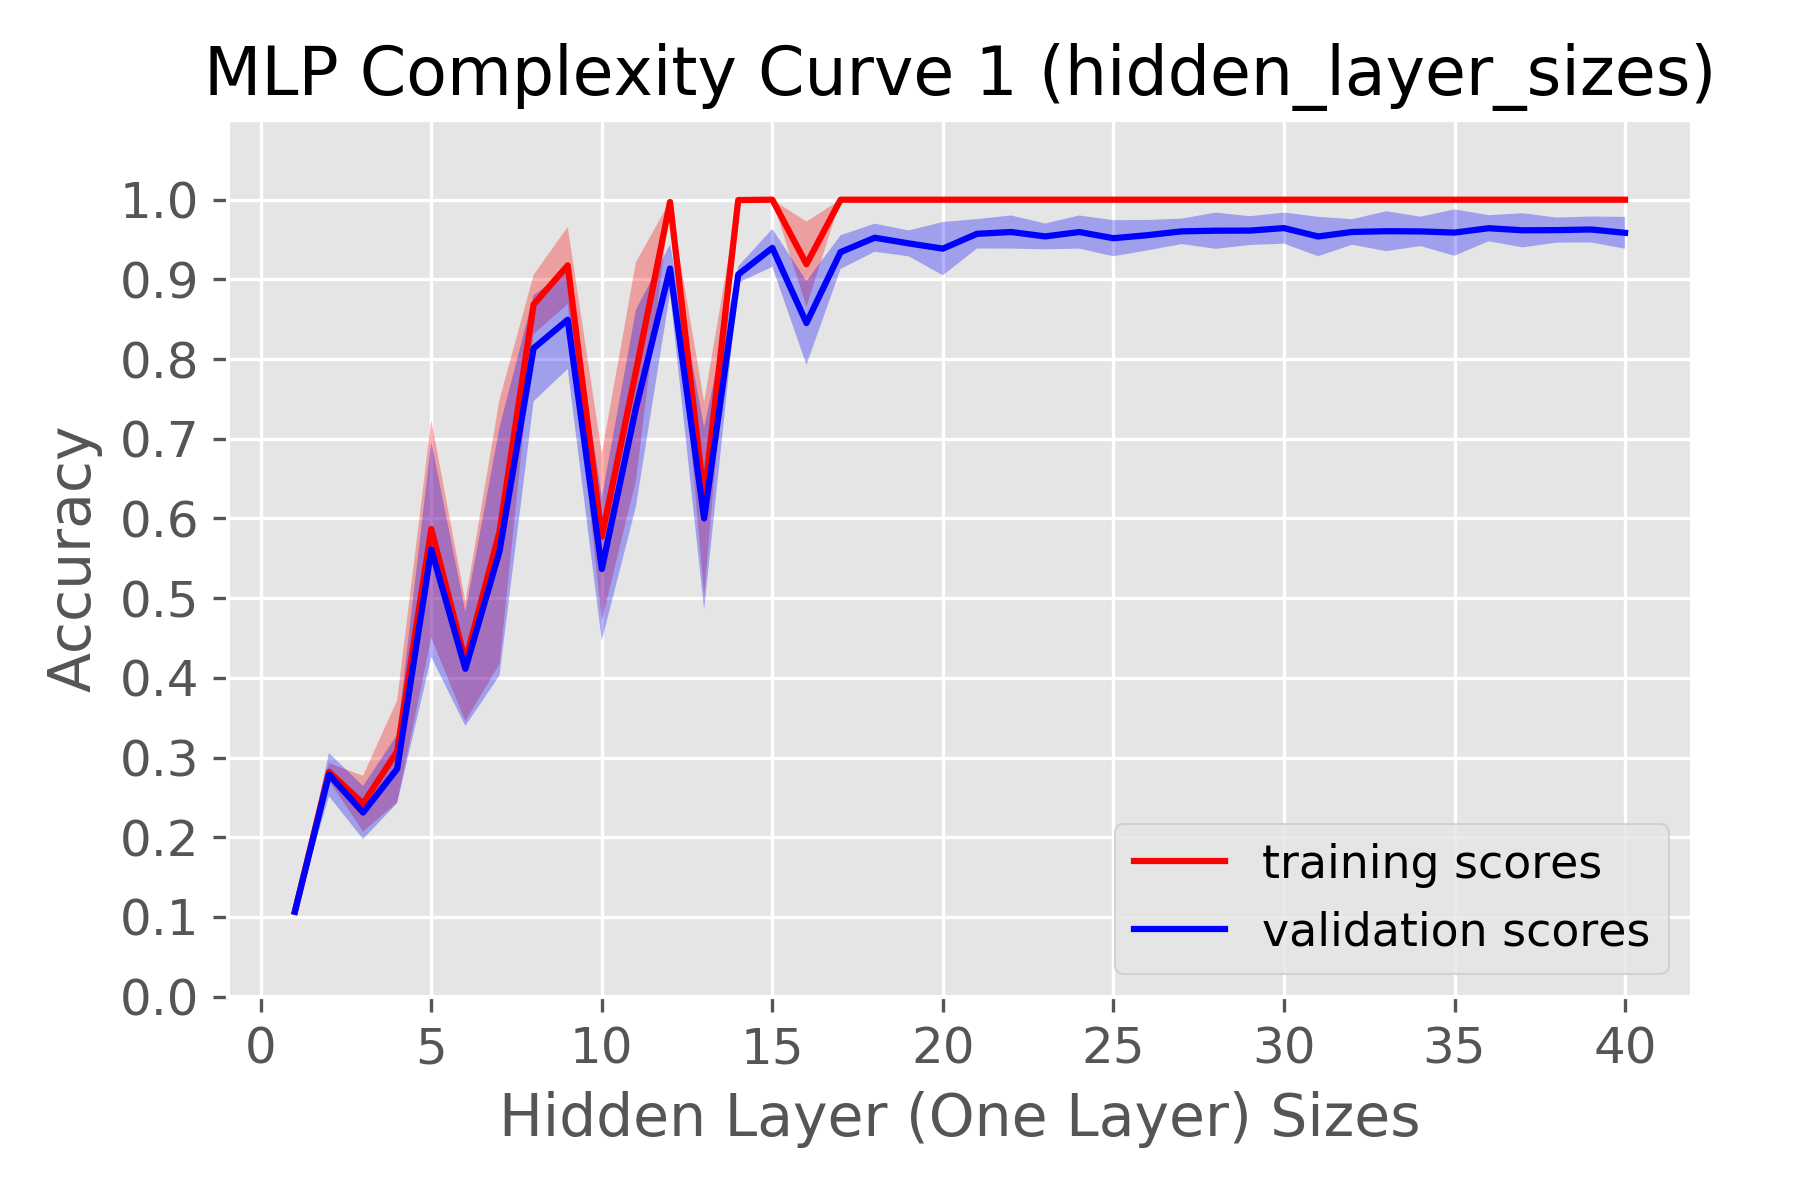 MLP Complexity Curve 1 (hidden_layer_sizes)
1.0
0.9
0.8
0.7
0.6
0.5
0.4
0.3
0.2
0.1
0.0
Accuracy
training scores
validation scores
0 5 10 15 20 25 30 35 40
Hidden Layer (One Layer) Sizes